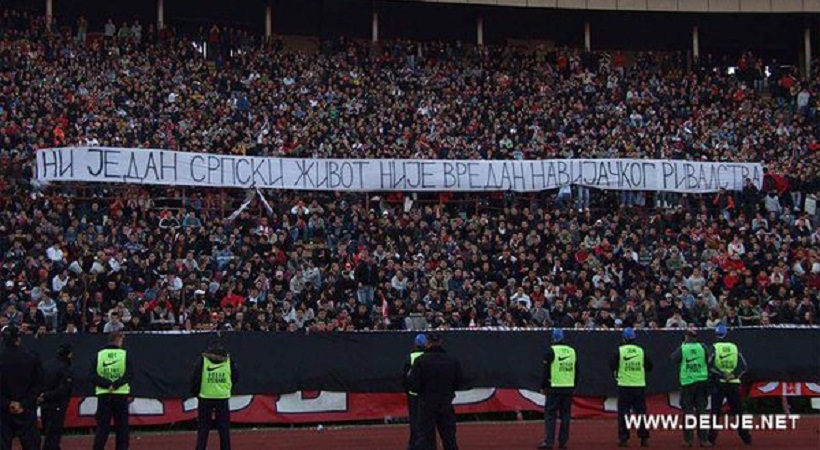 НИ ЈЕДАН СРПСКИ ЖИВОТ НИЈЕ ВРЕДАН НАВИЈАЧКОГ РИВАЛСТВА
WWW.DELIJE.NET